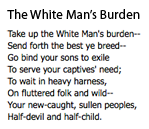 The White Man's Burden
Take up the White Man's burden--
Send forth the best ye breed--
Go bind your sons to exile
To serve your captives' need;
To wait in heavy harness,
On fluttered folk and wild--
Your new-caught, sullen peoples,
Half-devil and half-child.